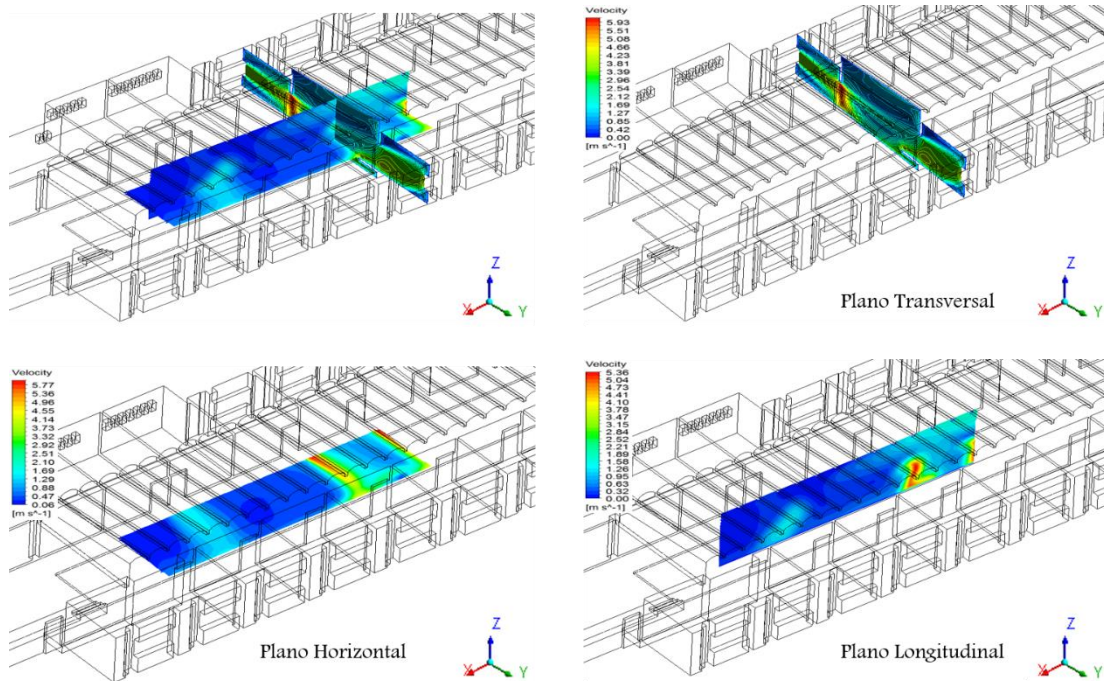 Z
X
Y
Velocity
5.93
5.51
5.08
4.66
4.23
3.81
3.39
2.96
2.54
2.12
1.69
1.27
0.85
0.42
0.00
[m s^-1]
Z
X
Y
Plano Transversal
Velocity
5.77
5.36
4.96
4.55
4.14
3.73
3.32
2.92
2.51
2.10
1.69
1.29
0.88
0.47
0.06
[m s^-1]
Z
X
Y
Plano Horizontal
Velocity
5.36
5.04
4.73
4.41
4.10
3.78
3.47
3.15
2.84
2.52
2.21
1.89
1.58
1.26
0.95
0.63
0.32
0.00
[m s^-1]
Z
X
Y
Plano Longitudinal